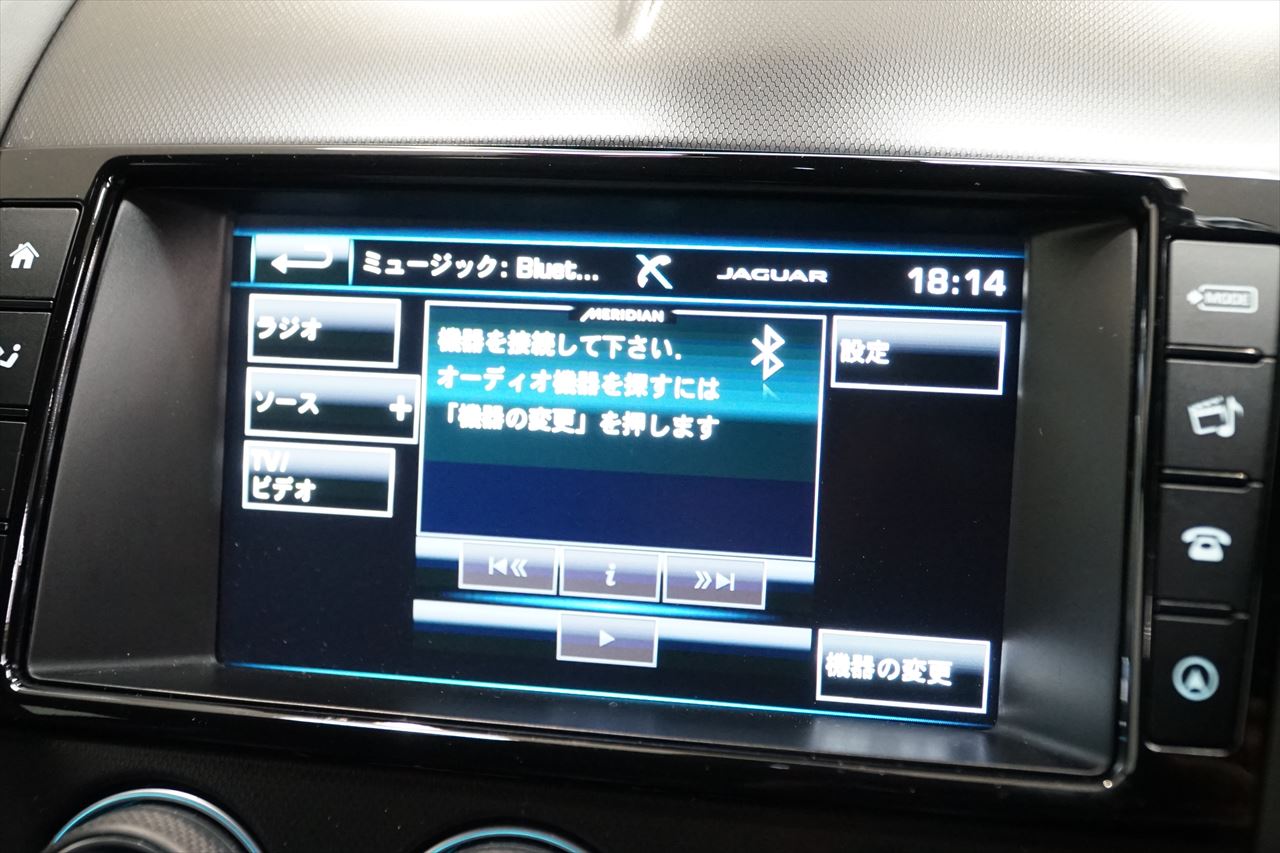 ミュージック: Bluet...
JAGUAR
18:14
MODE
ラジオ
ソース +
TV/
ビデオ
MERIDIAN
機器を接続して下さい.
オーディオ機器を探すには
「機器の変更」を押します
設定
i
機器の変更